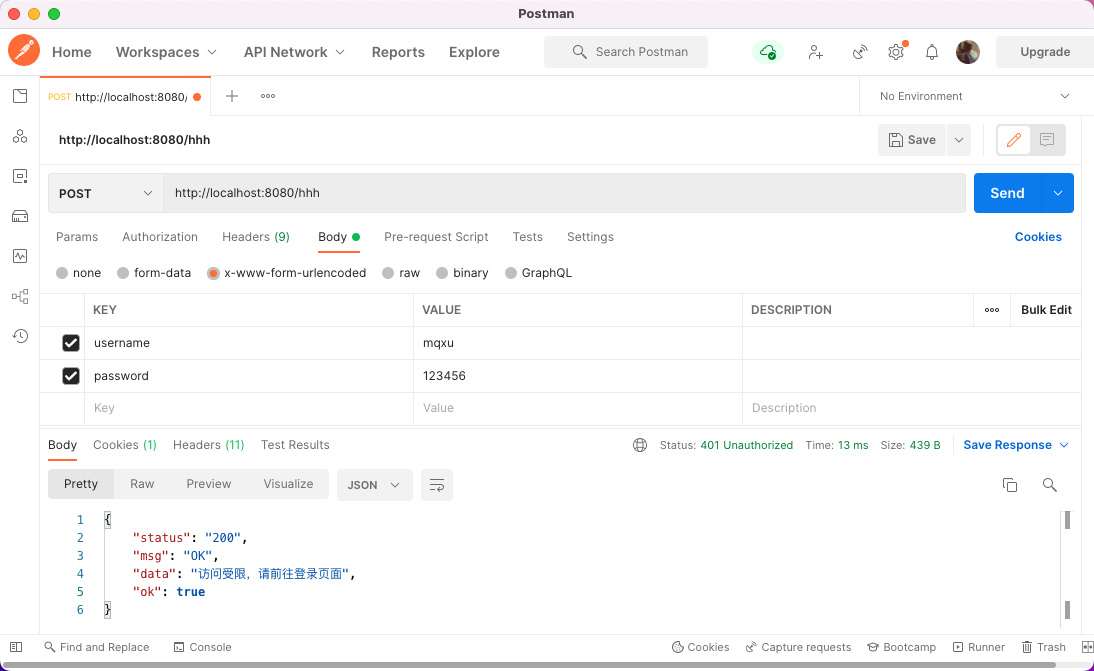 Postman
Home Workspaces API Network Reports Explore Search Postman Upgrade
POST http://localhost:8080/ No Environment
http://localhost:8080/hhh Save
POST http://localhost:8080/hhh Send
Params Authorization Headers (9) Body Pre-request Script Tests Settings Cookies
none form-data x-www-form-urlencoded raw binary GraphQL
KEY VALUE DESCRIPTION Bulk Edit
username mqxu
password 123456
Key Value Description
Body Cookies (1) Headers (11) Test Results Status: 401 Unauthorized Time: 13 ms Size: 439 B Save Response
Pretty Raw Preview Visualize JSON
1 {
2 "status": "200",
3 "msg": "OK",
4 "data": "访问受限，请前往登录页面",
5 "ok": true
6 }
Find and Replace Console Cookies Capture requests Bootcamp Runner Trash